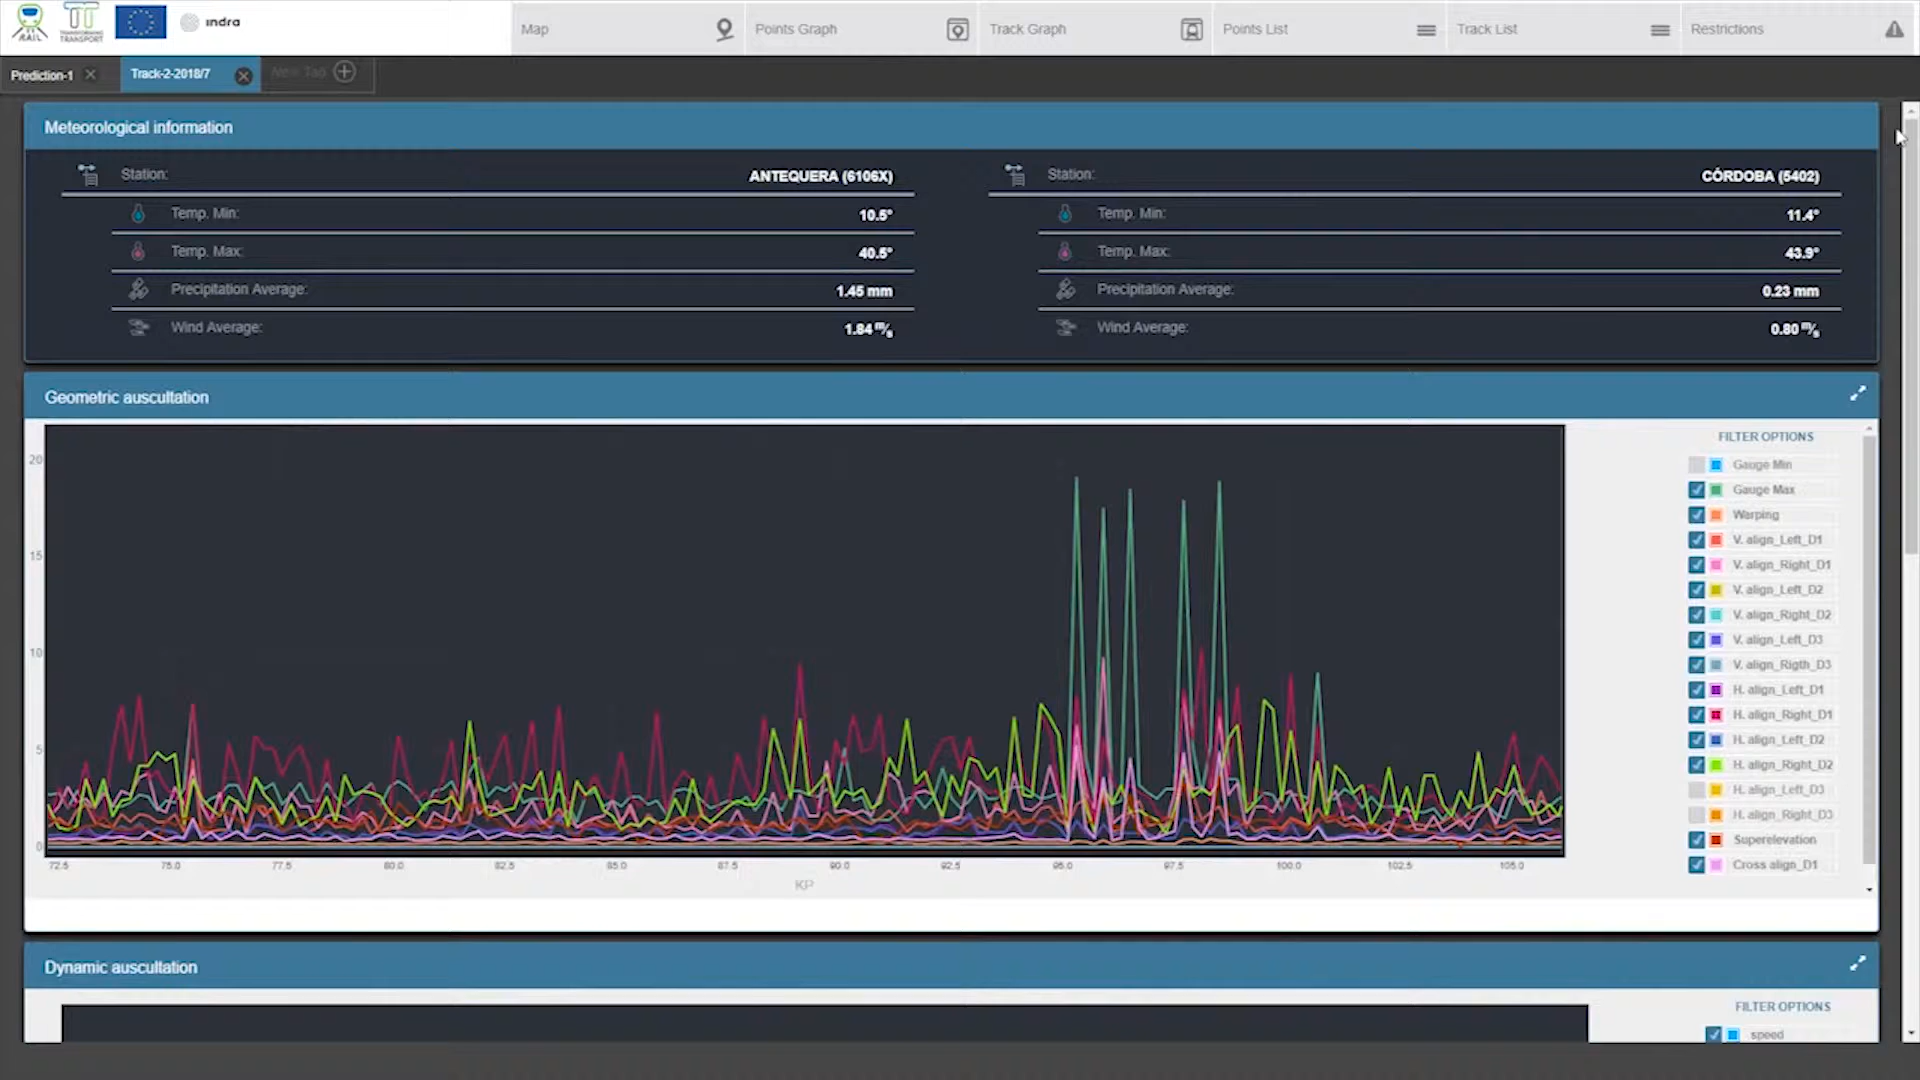 RAIL
TRANSFORMING
TRANSPORT
indra
Map
Points Graph
Track Graph
Points List
Track List
Restrictions
Prediction-1
Track-2-2018/7
New Tab
Meteorological information
Station:
ANTEQUERA (6106X)
Temp. Min:
10.5°
Temp. Max:
40.5°
Precipitation Average:
1.45 mm
Wind Average:
1.84 m/s
Station:
CÓRDOBA (5402)
Temp. Min:
11.4°
Temp. Max:
43.9°
Precipitation Average:
0.23 mm
Wind Average:
0.80 m/s
Geometric auscultation
20
15
10
5
0
72.5 75.0 77.5 80.0 82.5 85.0 87.5 90.0 92.5 95.0 97.5 100.0 102.5 105.0
KP
FILTER OPTIONS
Gauge Min
Gauge Max
Warping
V. align_Left_D1
V. align_Right_D1
V. align_Left_D2
V. align_Right_D2
V. align_Left_D3
V. align_Rigth_D3
H. align_Left_D1
H. align_Right_D1
H. align_Left_D2
H. align_Right_D2
H. align_Left_D3
H. align_Right_D3
Superelevation
Cross align_D1
Dynamic auscultation
FILTER OPTIONS
speed